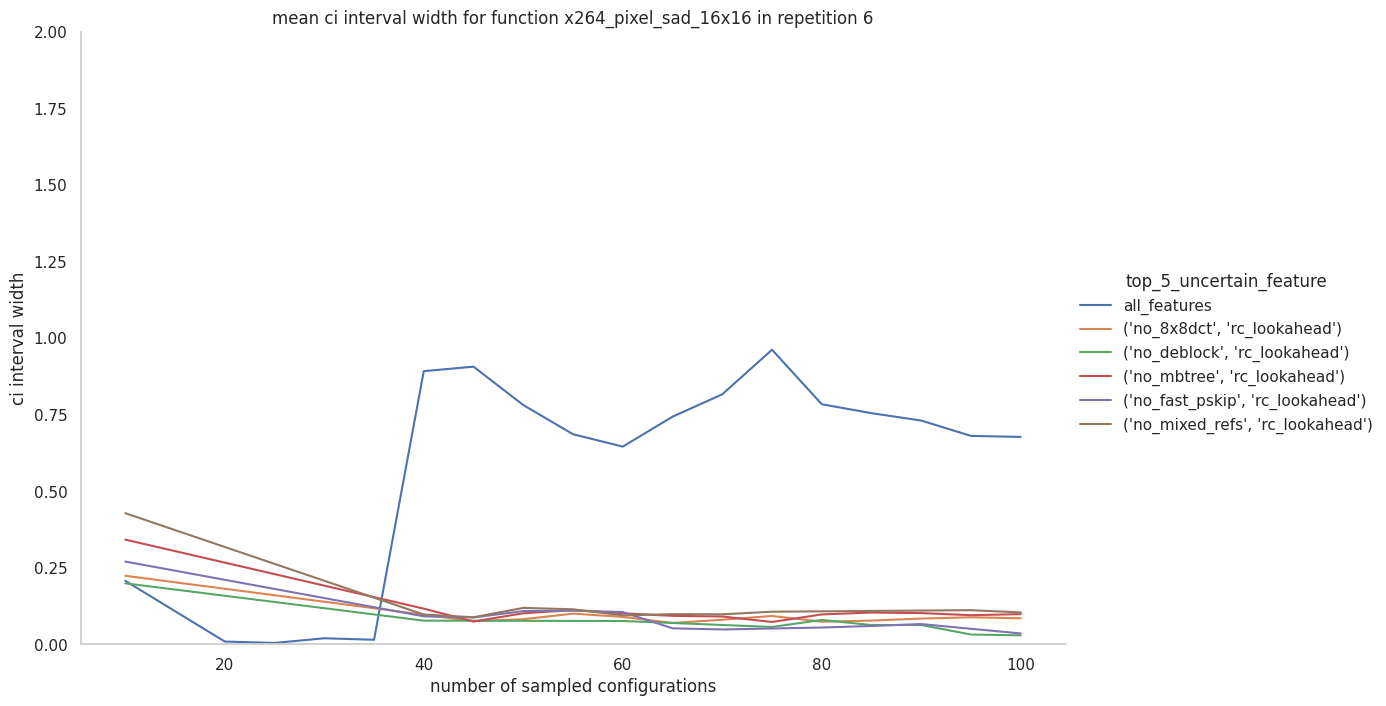 mean ci interval width for function x264_pixel_sad_16x16 in repetition 6
2.00
1.75
1.50
1.25
1.00
0.75
0.50
0.25
0.00
ci interval width
20
40
60
80
100
number of sampled configurations
top_5_uncertain_feature
all_features
('no_8x8dct', 'rc_lookahead')
('no_deblock', 'rc_lookahead')
('no_mbtree', 'rc_lookahead')
('no_fast_pskip', 'rc_lookahead')
('no_mixed_refs', 'rc_lookahead')